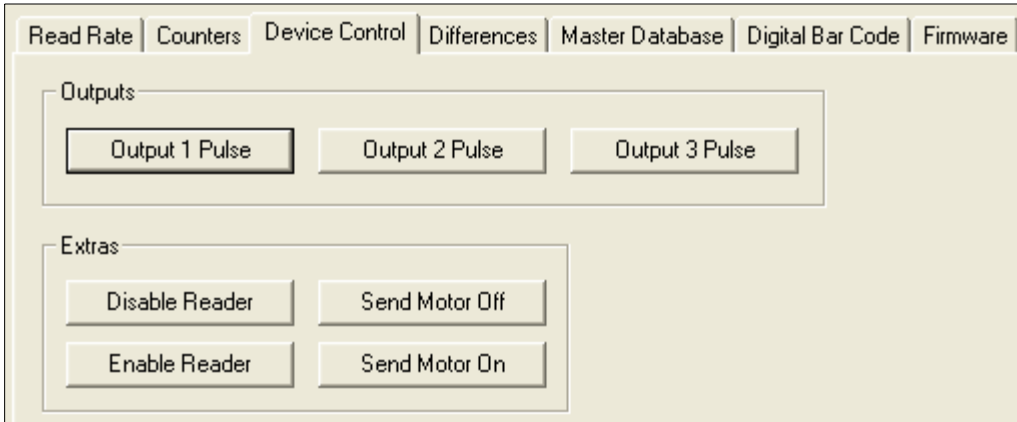 Read Rate Counters Device Control Differences Master Database Digital Bar Code Firmware
Outputs
Output 1 Pulse Output 2 Pulse Output 3 Pulse
Extras
Disable Reader Send Motor Off
Enable Reader Send Motor On